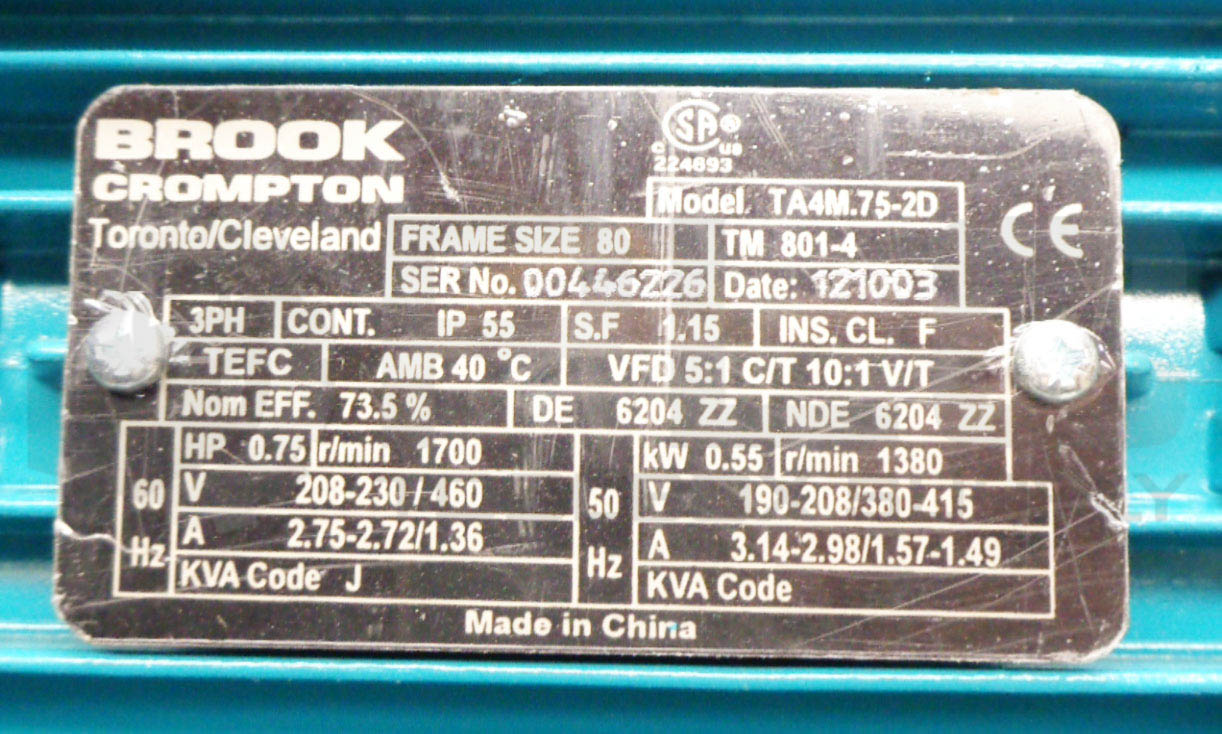 BROOK
CROMPTON
Toronto/Cleveland
CSA ®
C US
224693
Model. TA4M.75-2D
CE
FRAME SIZE 80 TM 801-4
SER No. 00446226 Date: 121003
3PH CONT. IP 55 S.F 1.15 INS. CL. F
TEFC AMB 40 °C VFD 5:1 C/T 10:1 V/T
Nom EFF. 73.5 % DE 6204 ZZ NDE 6204 ZZ
60 Hz
HP 0.75 r/min 1700
V 208-230 / 460
A 2.75-2.72/1.36
KVA Code J
50 Hz
kW 0.55 r/min 1380
V 190-208/380-415
A 3.14-2.98/1.57-1.49
KVA Code
Made in China